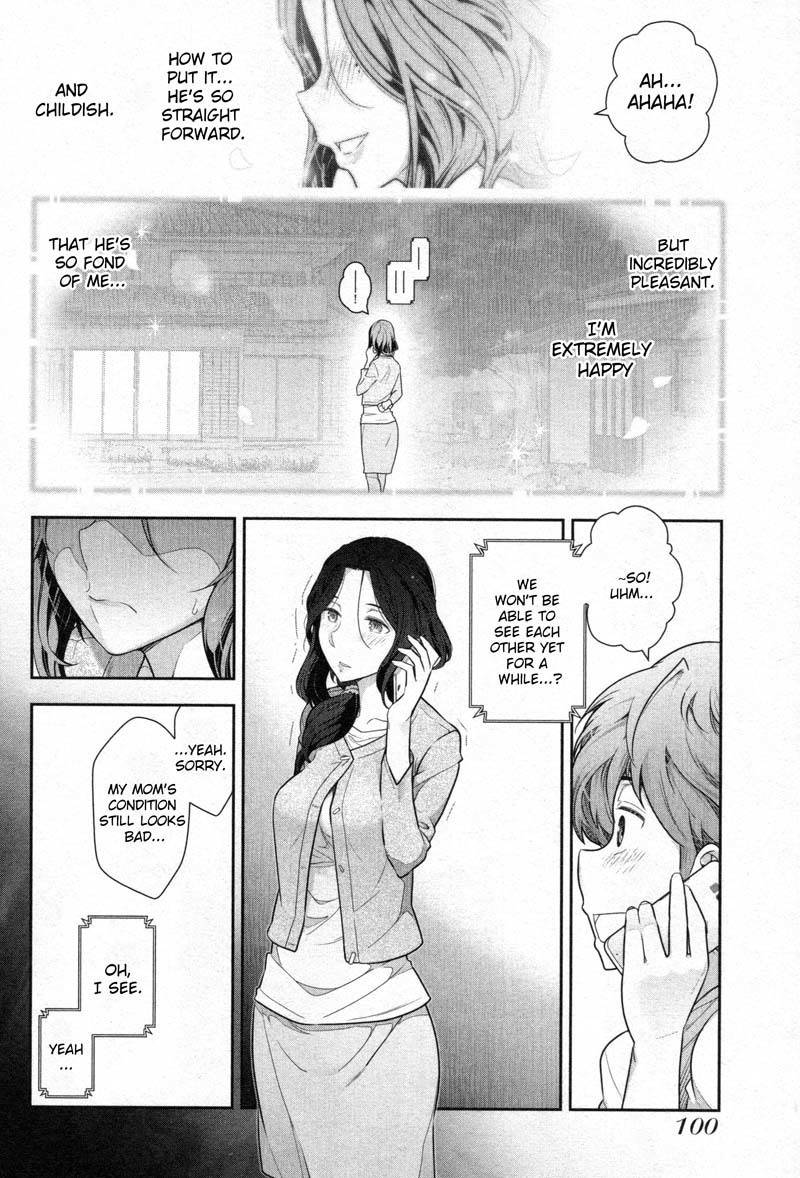 AH...
AHAHA!
HOW TO
PUT IT...
HE'S SO
STRAIGHT
FORWARD.
AND
CHILDISH.
BUT
INCREDIBLY
PLEASANT.
I'M
EXTREMELY
HAPPY
THAT HE'S
SO FOND
OF ME...
~SO!
UHM...
WE
WON'T BE
ABLE TO
SEE EACH
OTHER YET
FOR A
WHILE...?
...YEAH.
SORRY.
MY MOM'S
CONDITION
STILL LOOKS
BAD...
OH,
I SEE.
YEAH
...
100